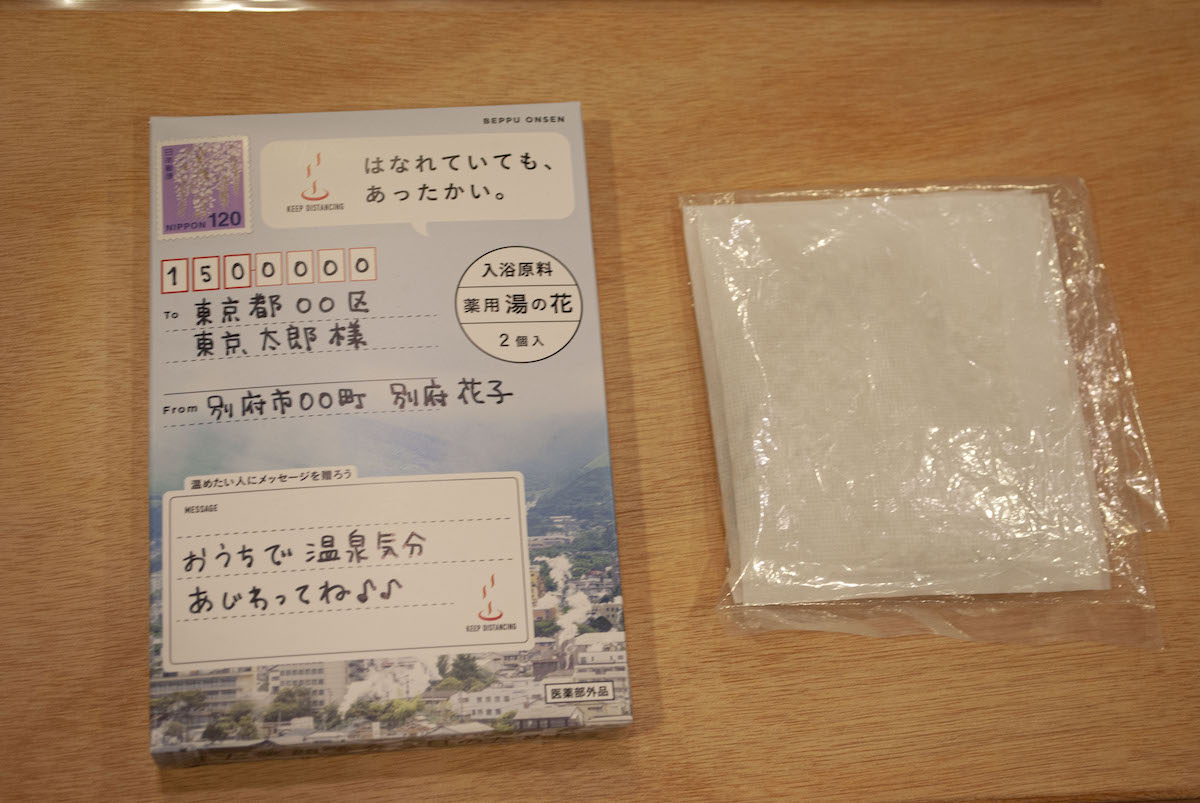 BEPPU ONSEN
日本郵便
NIPPON 120
はなれていても、
あったかい。
KEEP DISTANCING
1500000
入浴原料
薬用 湯の花
2個入
To 東京都〇〇区
東京 太郎 様
From 別府市〇〇町 別府 花子
温めたい人にメッセージを贈ろう
MESSAGE
おうちで 温泉気分
あじわってね♪♪
KEEP DISTANCING
医薬部外品